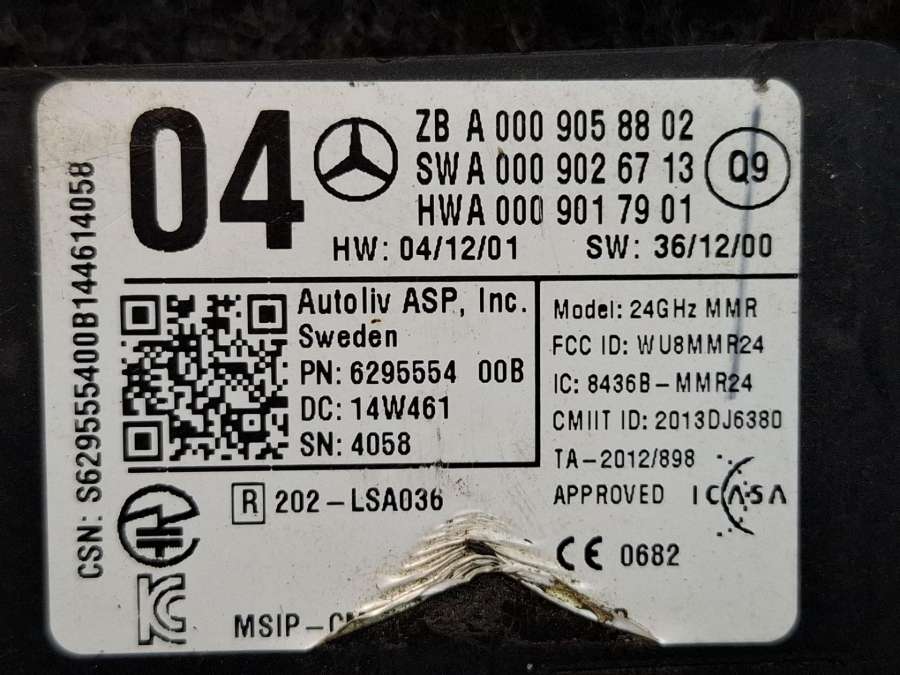 04
ZB A 000 905 88 02
SW A 000 902 67 13
HW A 000 901 79 01
Q9
HW: 04/12/01 SW: 36/12/00
Autoliv ASP, Inc.
Sweden
PN: 6295554 00B
DC: 14W461
SN: 4058
Model: 24GHz MMR
FCC ID: WU8MMR24
IC: 8436B-MMR24
CMIIT ID: 2013DJ6380
TA-2012/898
APPROVED ICASA
R 202-LSA036
CE 0682
KC
MSIP-
CSN: S629555400B144614058